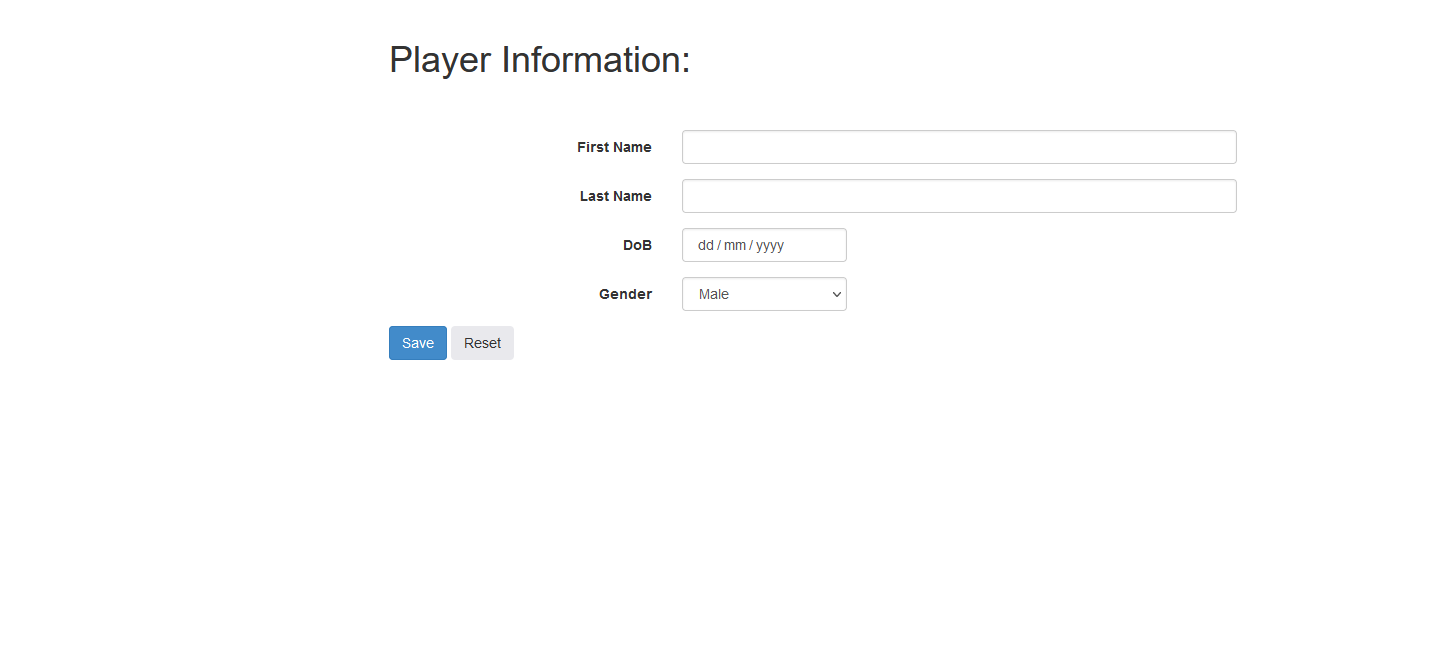 Player Information:
First Name
Last Name
DoB dd / mm / yyyy
Gender Male
Save Reset